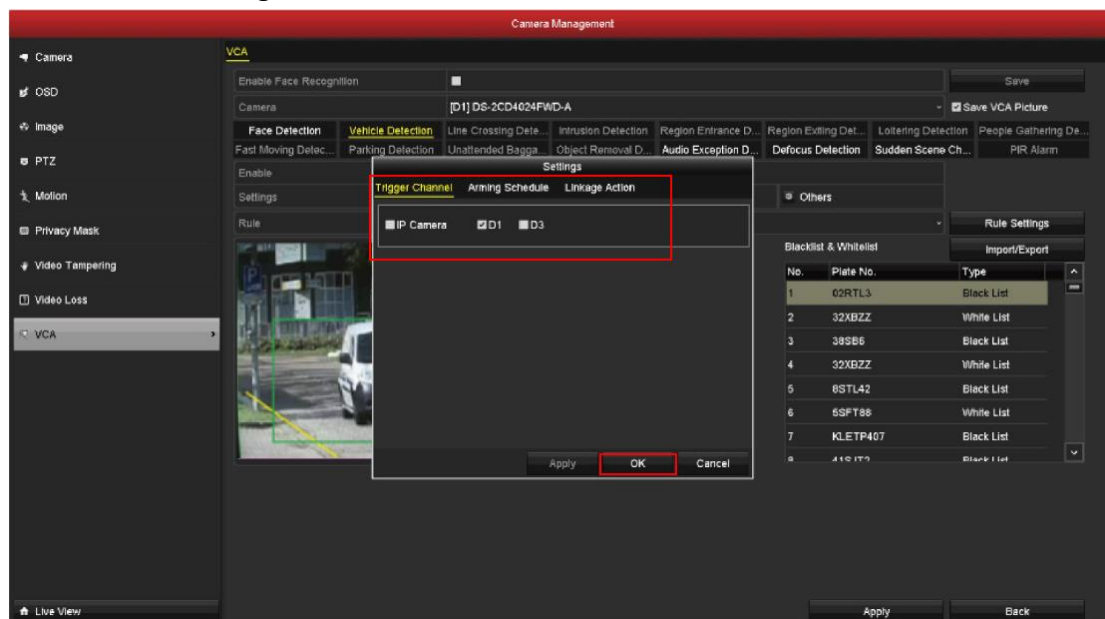 Camera Management
Camera
OSD
Image
PTZ
Motion
Privacy Mask
Video Tampering
Video Loss
VCA
Live View
VCA
Enable Face Recognition
Save
Camera [D1] DS-2CD4024FWD-A
Save VCA Picture
Face Detection Vehicle Detection Line Crossing Dete... Intrusion Detection Region Entrance D... Region Exiting Det... Loitering Detection People Gathering De...
Fast Moving Detec... Parking Detection Unattended Bagga... Object Removal D... Audio Exception D... Defocus Detection Sudden Scene Ch... PIR Alarm
Enable
Settings
Others
Rule
Rule Settings
Settings
Trigger Channel Arming Schedule Linkage Action
IP Camera D1 D3
Apply OK Cancel
Blacklist & Whitelist Import/Export
No. Plate No. Type
1 02RTL3 Black List
2 32XBZZ White List
3 38SB6 Black List
4 32XBZZ White List
5 8STL42 Black List
6 5SFT88 White List
7 KLETP407 Black List
Black List
Apply Back